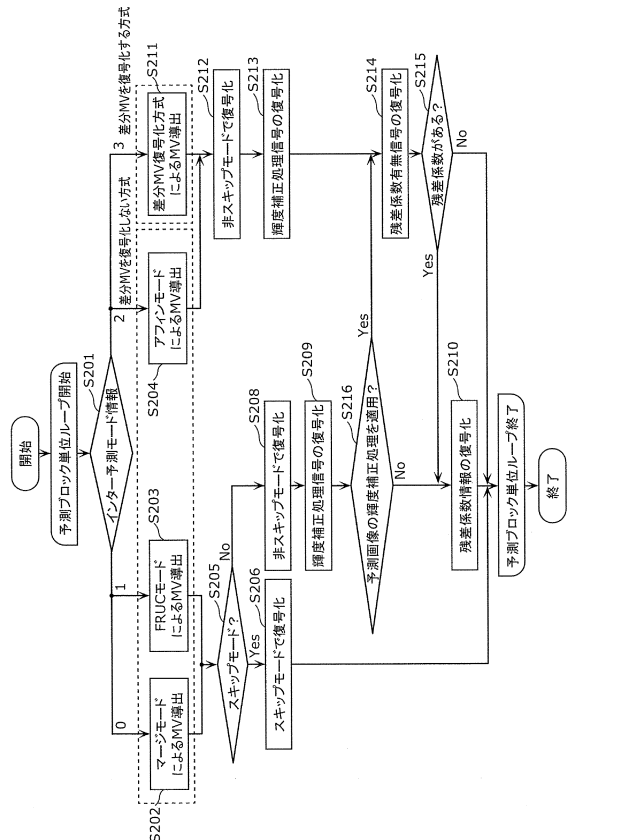 開始
予測ブロック単位ループ開始
S201
インター予測モード情報
0
1
2
差分MVを復号化しない方式
3
差分MVを復号化する方式
S202
マージモード
によるMV導出
S203
FRUCモード
によるMV導出
S204
アフィンモード
によるMV導出
S211
差分MV復号化方式
によるMV導出
S205
スキップモード？
No
Yes
S206
スキップモードで復号化
S208
非スキップモードで復号化
S209
輝度補正処理信号の復号化
S212
非スキップモードで復号化
S213
輝度補正処理信号の復号化
S216
予測画像の輝度補正処理を適用？
Yes
No
S214
残差係数有無信号の復号化
S215
残差係数がある？
Yes
No
S210
残差係数情報の復号化
予測ブロック単位ループ終了
終了